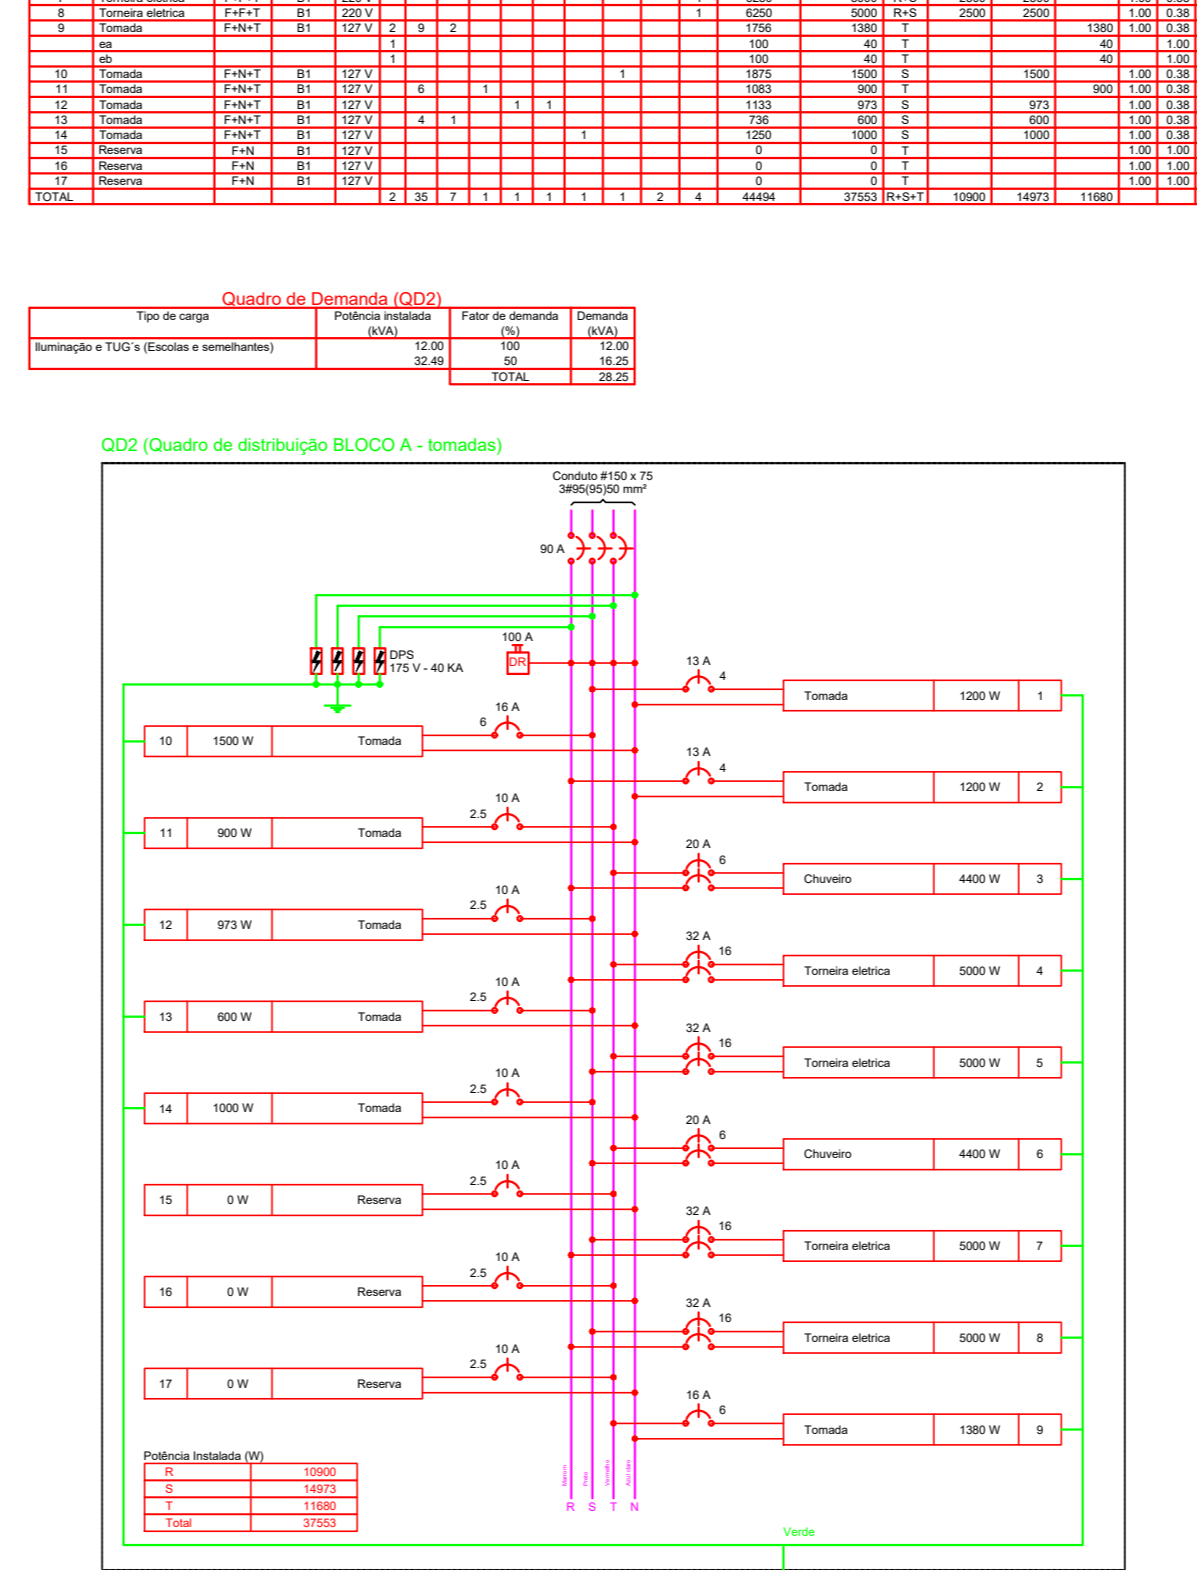 8 Torneira eletrica F+F+T B1 220 V 1 6250 5000 R+S 2500 2500 1.00 0.38
9 Tomada F+N+T B1 127 V 2 9 2 1756 1380 T 1380 1.00 0.38
ea 1 100 40 T 40 1.00
eb 1 100 40 T 40 1.00
10 Tomada F+N+T B1 127 V 1 1875 1500 S 1500 1.00 0.38
11 Tomada F+N+T B1 127 V 6 1 1083 900 T 900 1.00 0.38
12 Tomada F+N+T B1 127 V 1 1 1133 973 S 973 1.00 0.38
13 Tomada F+N+T B1 127 V 4 1 736 600 S 600 1.00 0.38
14 Tomada F+N+T B1 127 V 1 1250 1000 S 1000 1.00 0.38
15 Reserva F+N B1 127 V 0 0 T 1.00 1.00
16 Reserva F+N B1 127 V 0 0 T 1.00 1.00
17 Reserva F+N B1 127 V 0 0 T 1.00 1.00
TOTAL 2 35 7 1 1 1 1 1 2 4 44494 37553 R+S+T 10900 14973 11680
Quadro de Demanda (QD2)
Tipo de carga Potência instalada Fator de demanda Demanda
(kVA) (%) (kVA)
Iluminação e TUG´s (Escolas e semelhantes) 12.00 100 12.00
32.49 50 16.25
TOTAL 28.25
QD2 (Quadro de distribuição BLOCO A - tomadas)
Conduto #150 x 75
3#95(95)50 mm²
90 A
DPS
175 V - 40 KA
100 A
DR
13 A
4
Tomada 1200 W 1
16 A
6
10 1500 W Tomada
13 A
4
Tomada 1200 W 2
10 A
2.5
11 900 W Tomada
20 A
6
Chuveiro 4400 W 3
10 A
2.5
12 973 W Tomada
32 A
16
Torneira eletrica 5000 W 4
10 A
2.5
13 600 W Tomada
32 A
16
Torneira eletrica 5000 W 5
10 A
2.5
14 1000 W Tomada
20 A
6
Chuveiro 4400 W 6
10 A
2.5
15 0 W Reserva
32 A
16
Torneira eletrica 5000 W 7
10 A
2.5
16 0 W Reserva
32 A
16
Torneira eletrica 5000 W 8
10 A
2.5
17 0 W Reserva
16 A
6
Tomada 1380 W 9
Potência Instalada (W)
R 10900
S 14973
T 11680
Total 37553
Marrom
Preto
Vermelho
Azul claro
R S T N
Verde